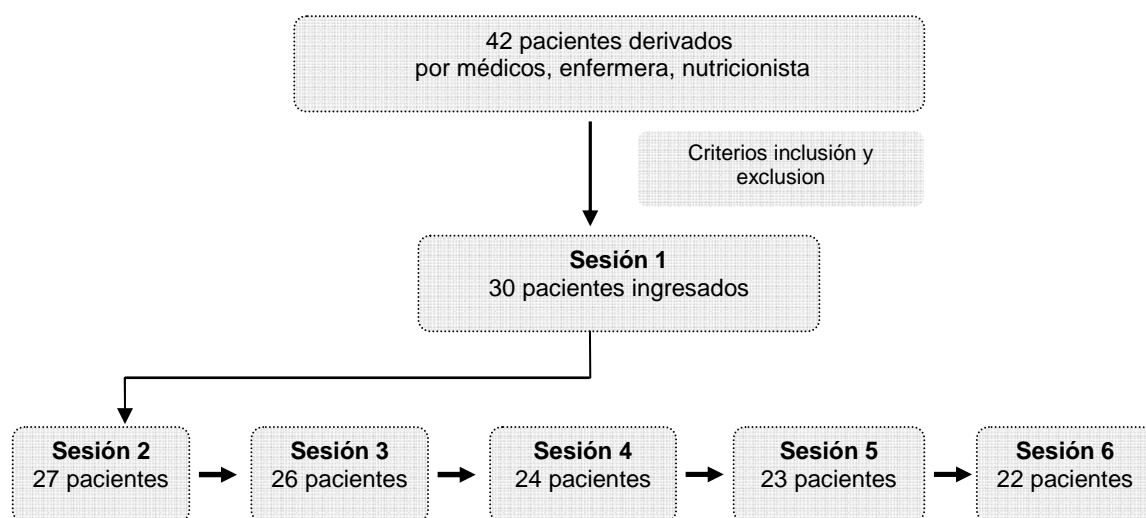 42 pacientes derivados
por médicos, enfermera, nutricionista
Criterios inclusión y
exclusion
Sesión 1
30 pacientes ingresados
Sesión 2
27 pacientes
Sesión 3
26 pacientes
Sesión 4
24 pacientes
Sesión 5
23 pacientes
Sesión 6
22 pacientes